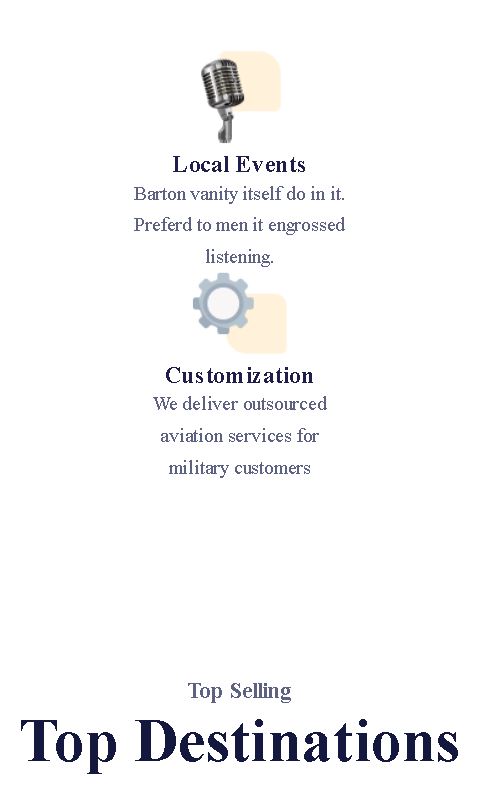 Local Events
Barton vanity itself do in it.
Preferd to men it engrossed
listening.
Customization
We deliver outsourced
aviation services for
military customers
Top Selling
Top Destinations